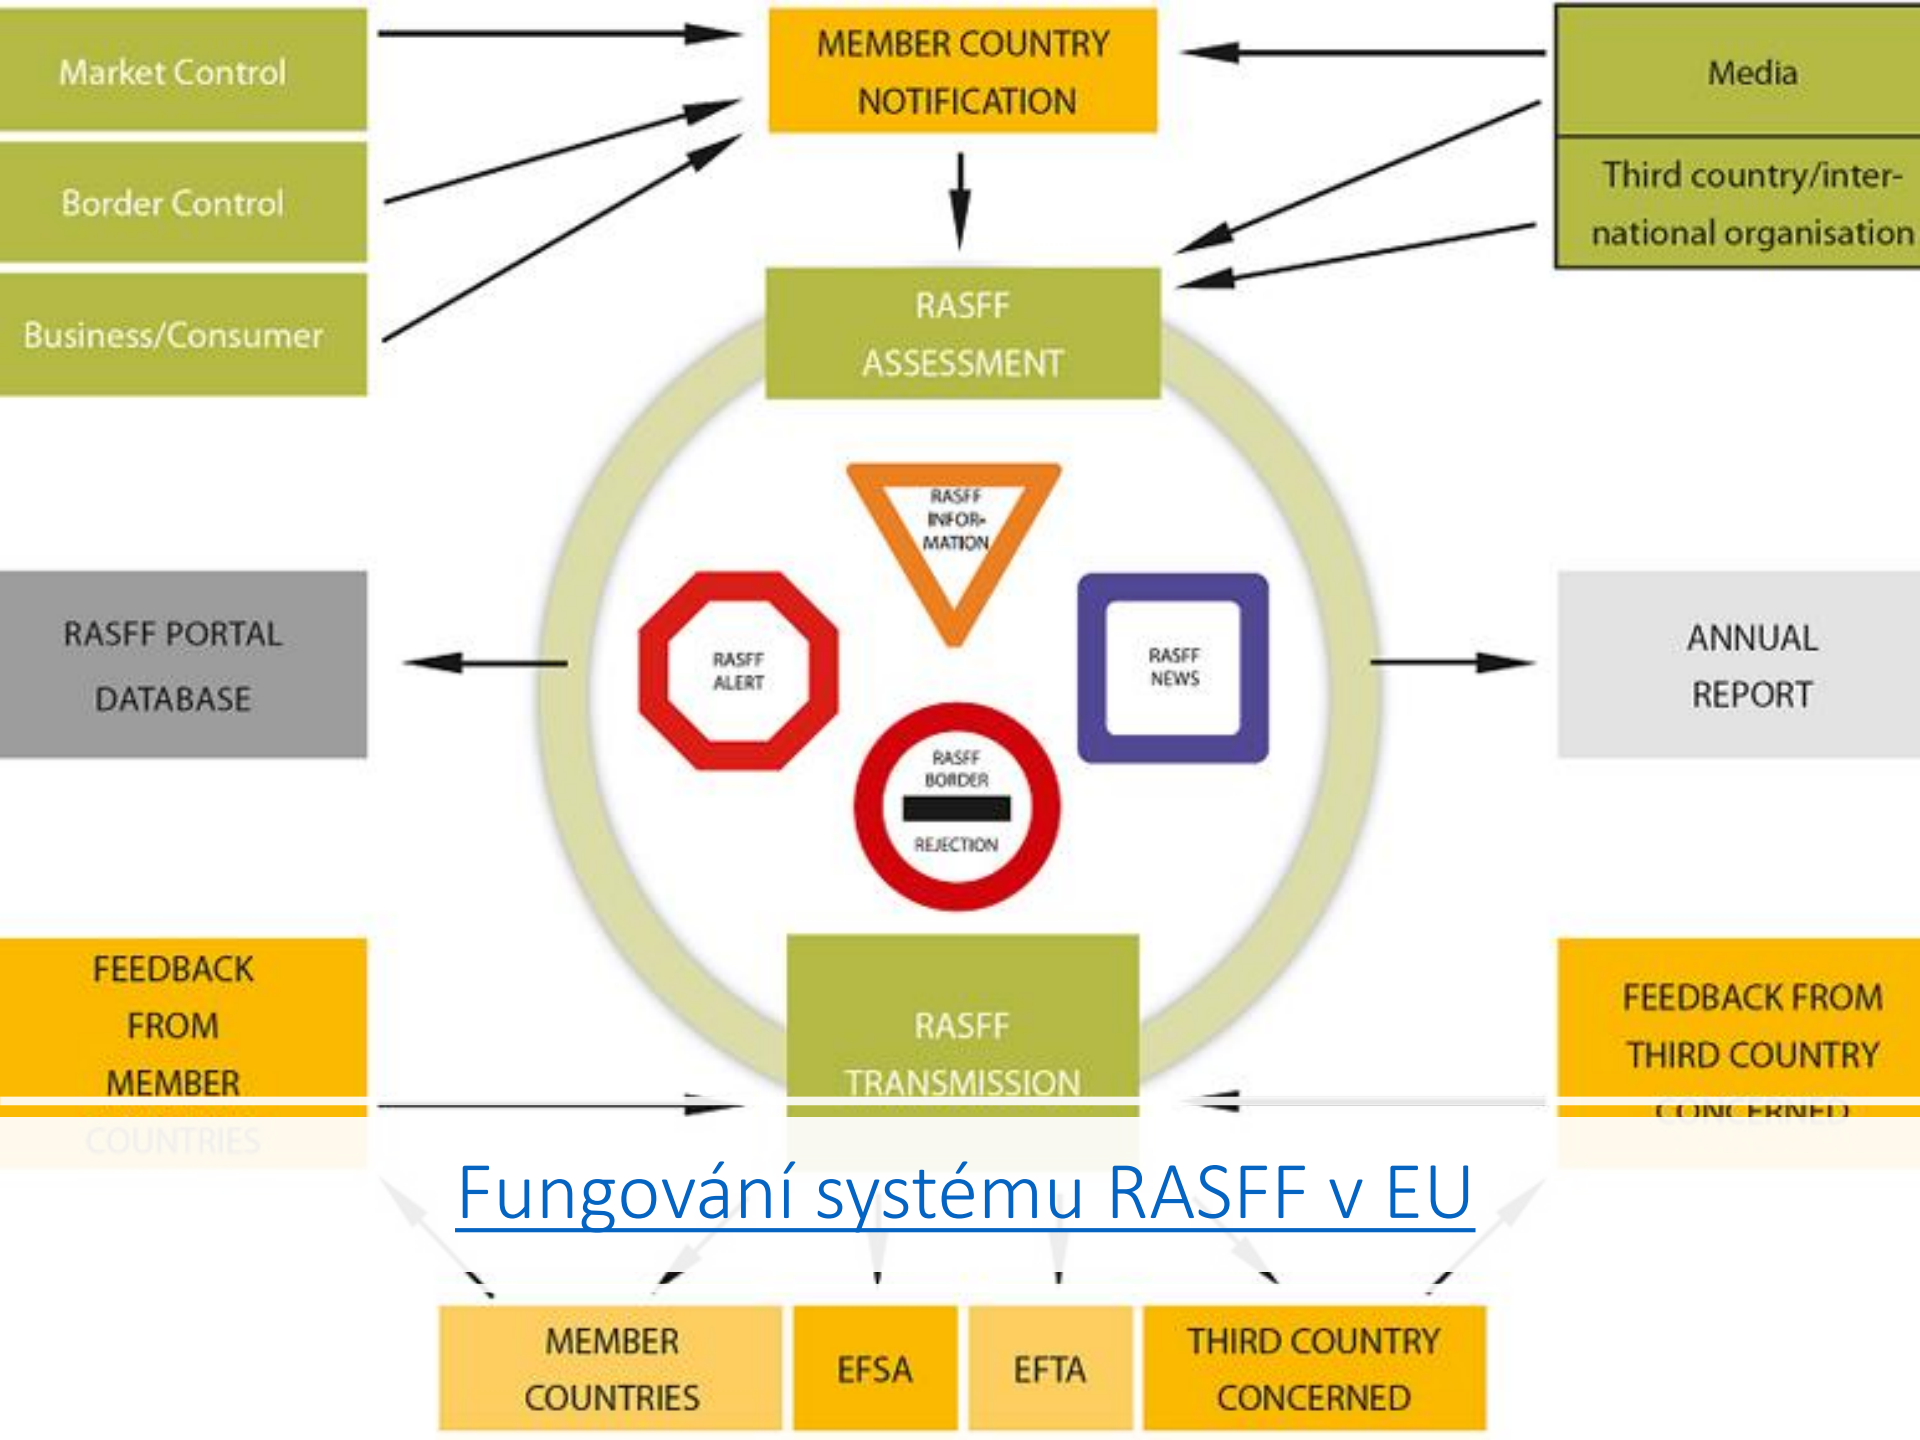 Market Control
Border Control
Business/Consumer
MEMBER COUNTRY
NOTIFICATION
Media
Third country/inter-
national organisation
RASFF
ASSESSMENT
RASFF
INFOR-
MATION
RASFF
ALERT
RASFF
NEWS
RASFF
BORDER
REJECTION
RASFF PORTAL
DATABASE
ANNUAL
REPORT
FEEDBACK
FROM
MEMBER
COUNTRIES
RASFF
TRANSMISSION
FEEDBACK FROM
THIRD COUNTRY
CONCERNED
Fungování systému RASFF v EU
MEMBER
COUNTRIES
EFSA
EFTA
THIRD COUNTRY
CONCERNED